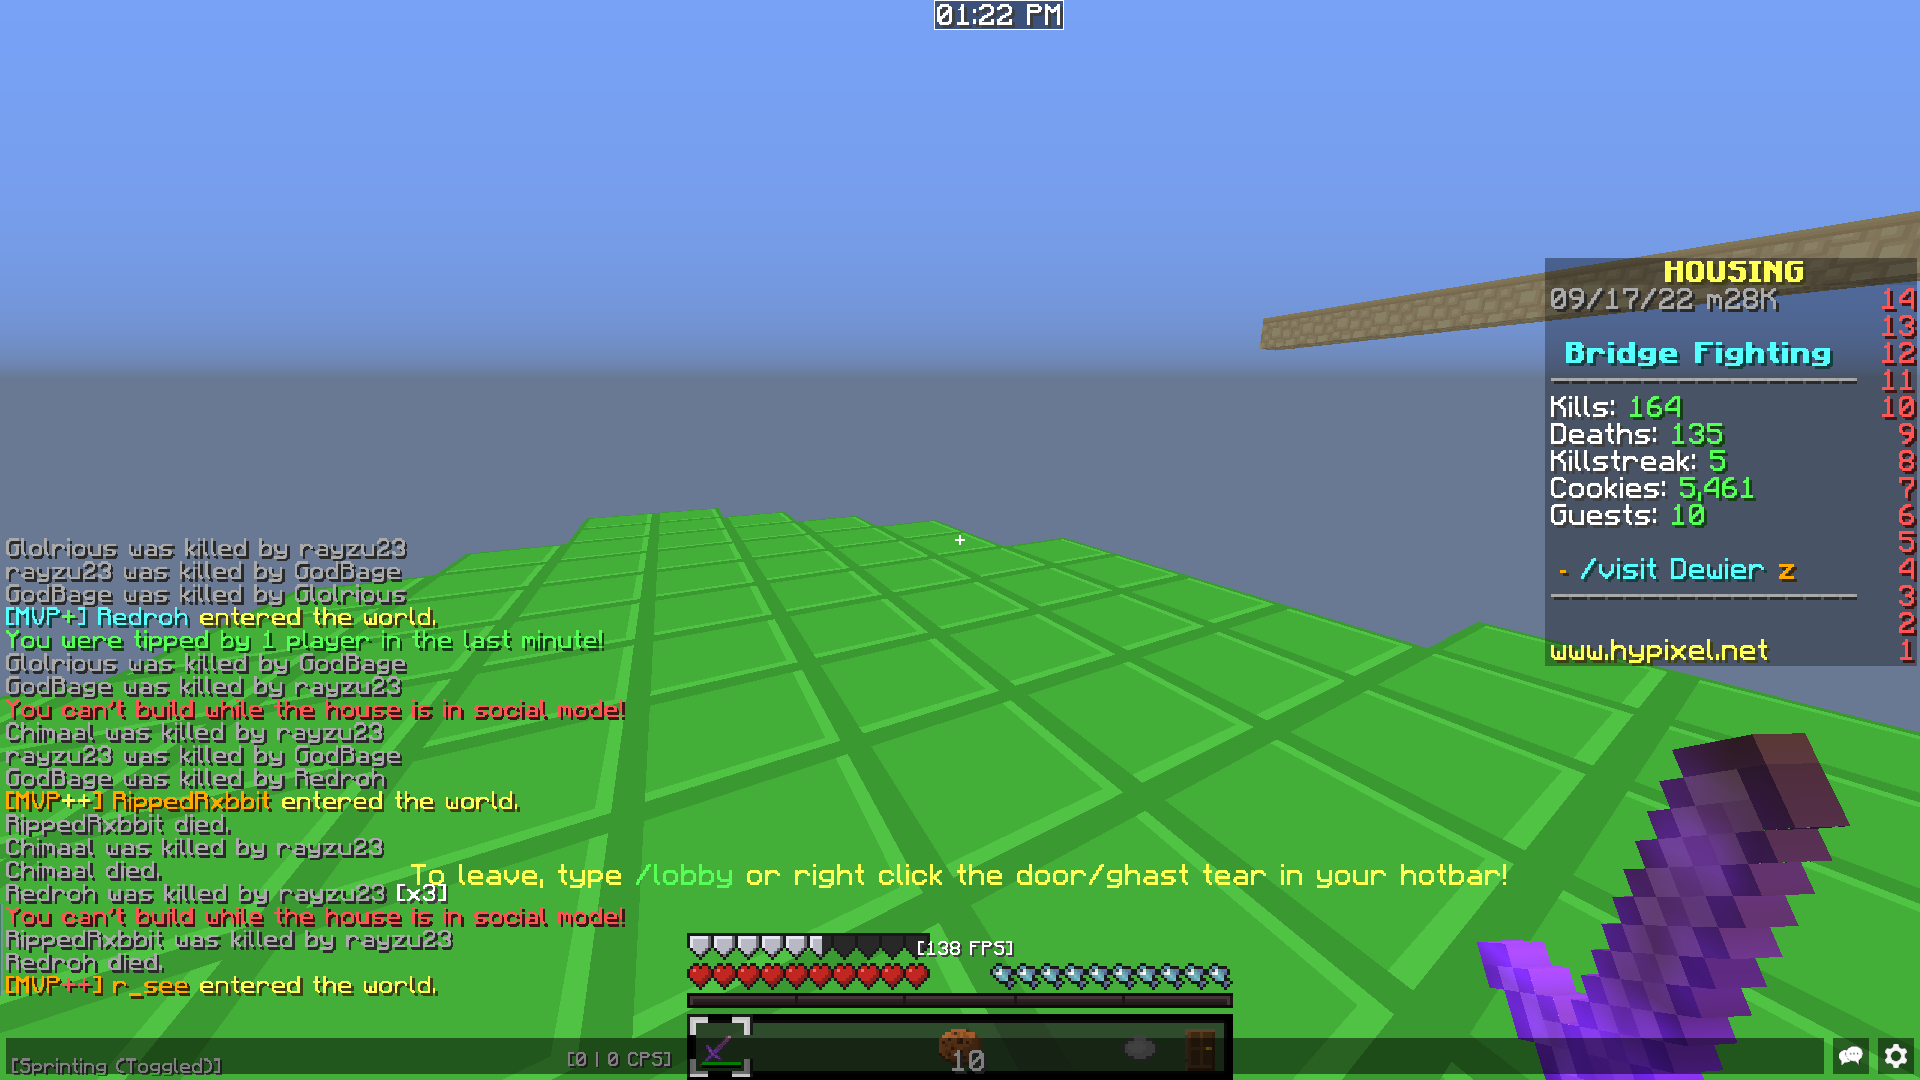 01:22 PM
HOUSING
09/17/22 m28K 14
13
Bridge Fighting 12
11
Kills: 164 10
Deaths: 135 9
Killstreak: 5 8
Cookies: 5,461 7
Guests: 10 6
5
- /visit Dewier z 4
3
2
www.hypixel.net 1
Glolrious was killed by rayzu23
rayzu23 was killed by GodBage
GodBage was killed by Glolrious
[MVP+] Redroh entered the world.
You were tipped by 1 player in the last minute!
Glolrious was killed by GodBage
GodBage was killed by rayzu23
You can't build while the house is in social mode!
Chimaal was killed by rayzu23
rayzu23 was killed by GodBage
GodBage was killed by Redroh
[MVP++] RippedRxbbit entered the world.
RippedRxbbit died.
Chimaal was killed by rayzu23
Chimaal died.
Redroh was killed by rayzu23 [x3]
You can't build while the house is in social mode!
RippedRxbbit was killed by rayzu23
Redroh died.
[MVP++] r_see entered the world.
To leave, type /lobby or right click the door/ghast tear in your hotbar!
[138 FPS]
[Sprinting (Toggled)]
[0 | 0 CPS]
10